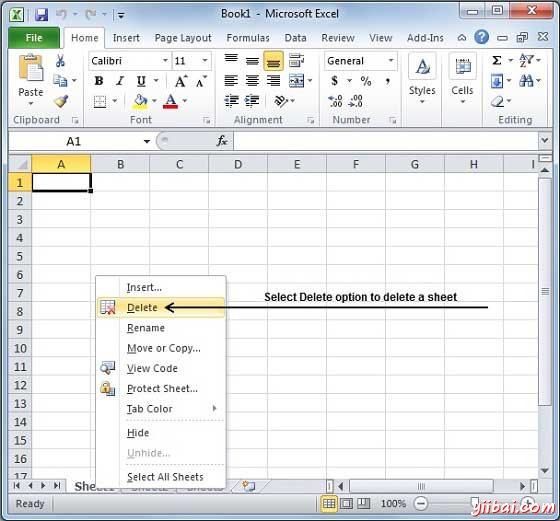 Book1 - Microsoft Excel
File Home Insert Page Layout Formulas Data Review View Add-Ins
Paste
Calibri 11
B I U A A A
General
$ % ,
.00 .0
Styles
Cells
Σ
Clipboard Font Alignment Number Editing
A1 fx
A B C D E F G H I
1
2
3
4
5
6
7
8
9
10
11
12
13
14
15
16
17
Insert...
Delete
Rename
Move or Copy...
View Code
Protect Sheet...
Tab Color
Hide
Unhide...
Select All Sheets
Select Delete option to delete a sheet
Sheet1 Sheet2 Sheet3
Ready 100%
yiibai.com